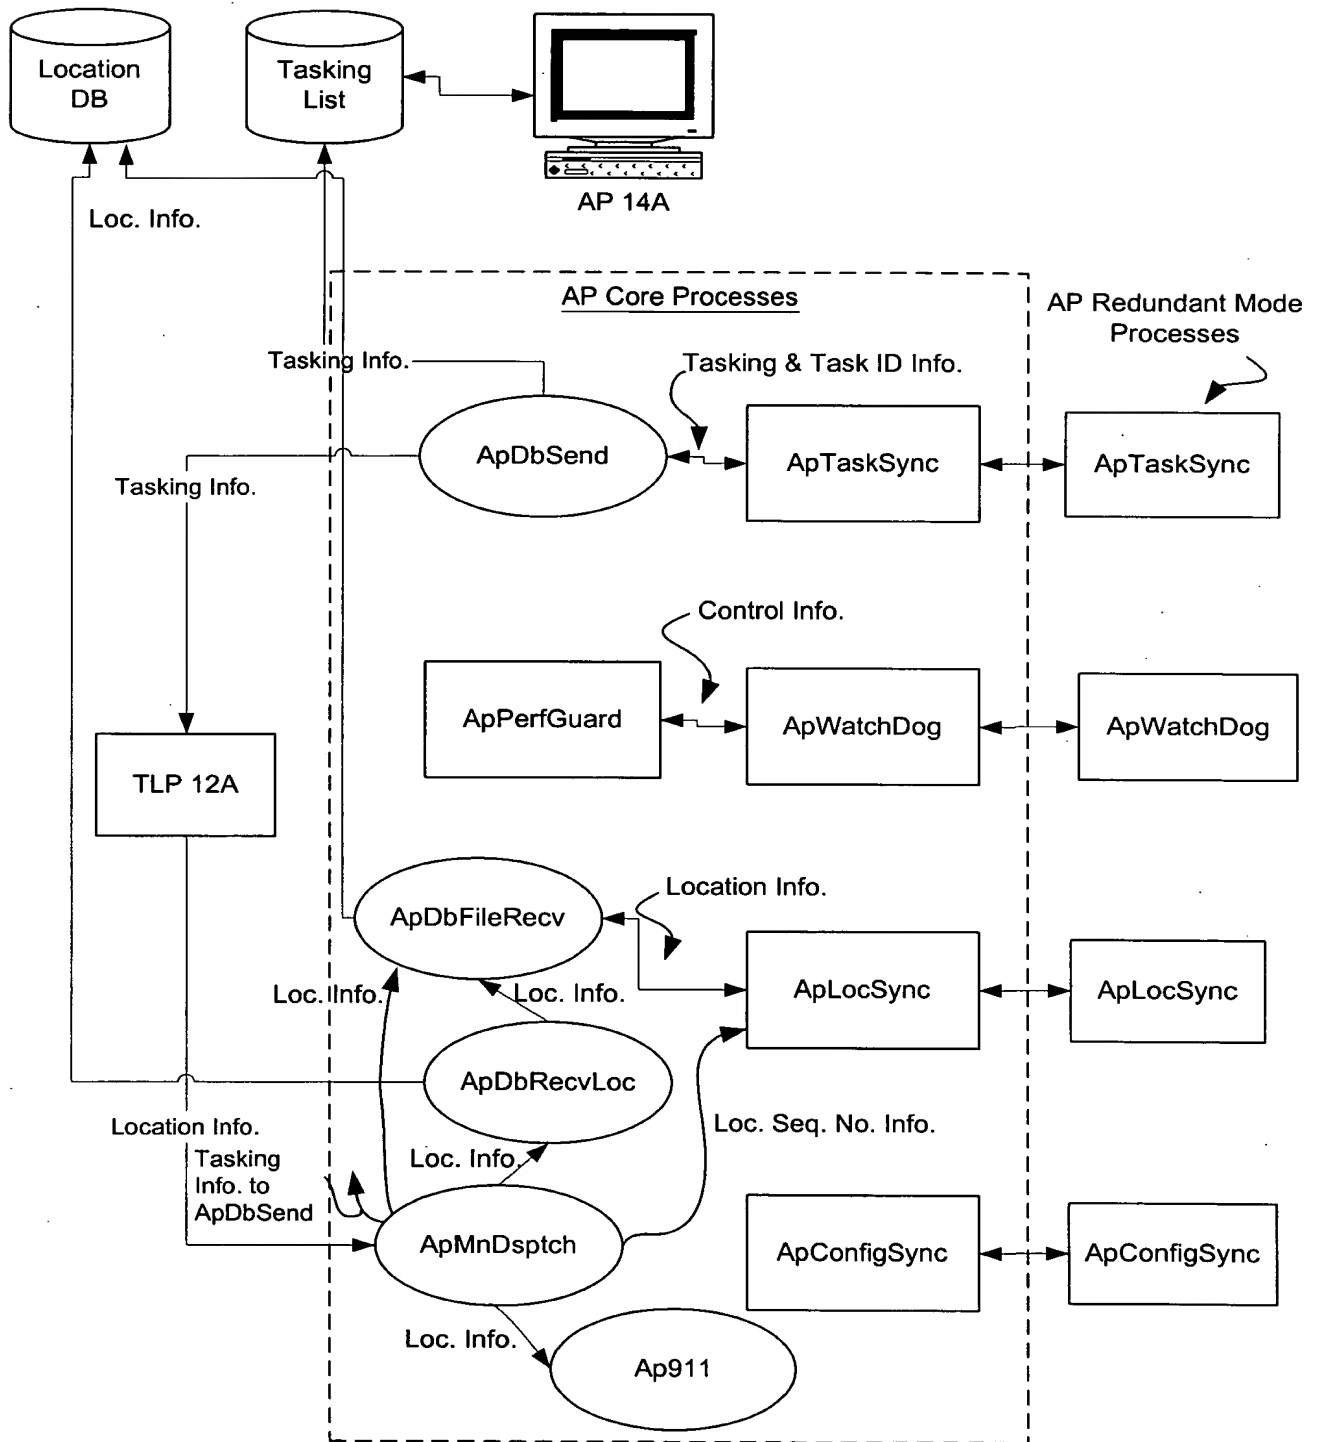 Location
DB
Tasking
List
AP 14A
Loc. Info.
AP Core Processes
AP Redundant Mode
Processes
Tasking Info.
Tasking & Task ID Info.
ApDbSend
ApTaskSync
ApTaskSync
Tasking Info.
Control Info.
ApPerfGuard
ApWatchDog
ApWatchDog
TLP 12A
Location Info.
ApDbFileRecv
Loc. Info.
Loc. Info.
ApLocSync
ApLocSync
ApDbRecvLoc
Location Info.
Loc. Seq. No. Info.
Tasking
Info. to
ApDbSend
Loc. Info.
ApMnDsptch
ApConfigSync
ApConfigSync
Loc. Info.
Ap911